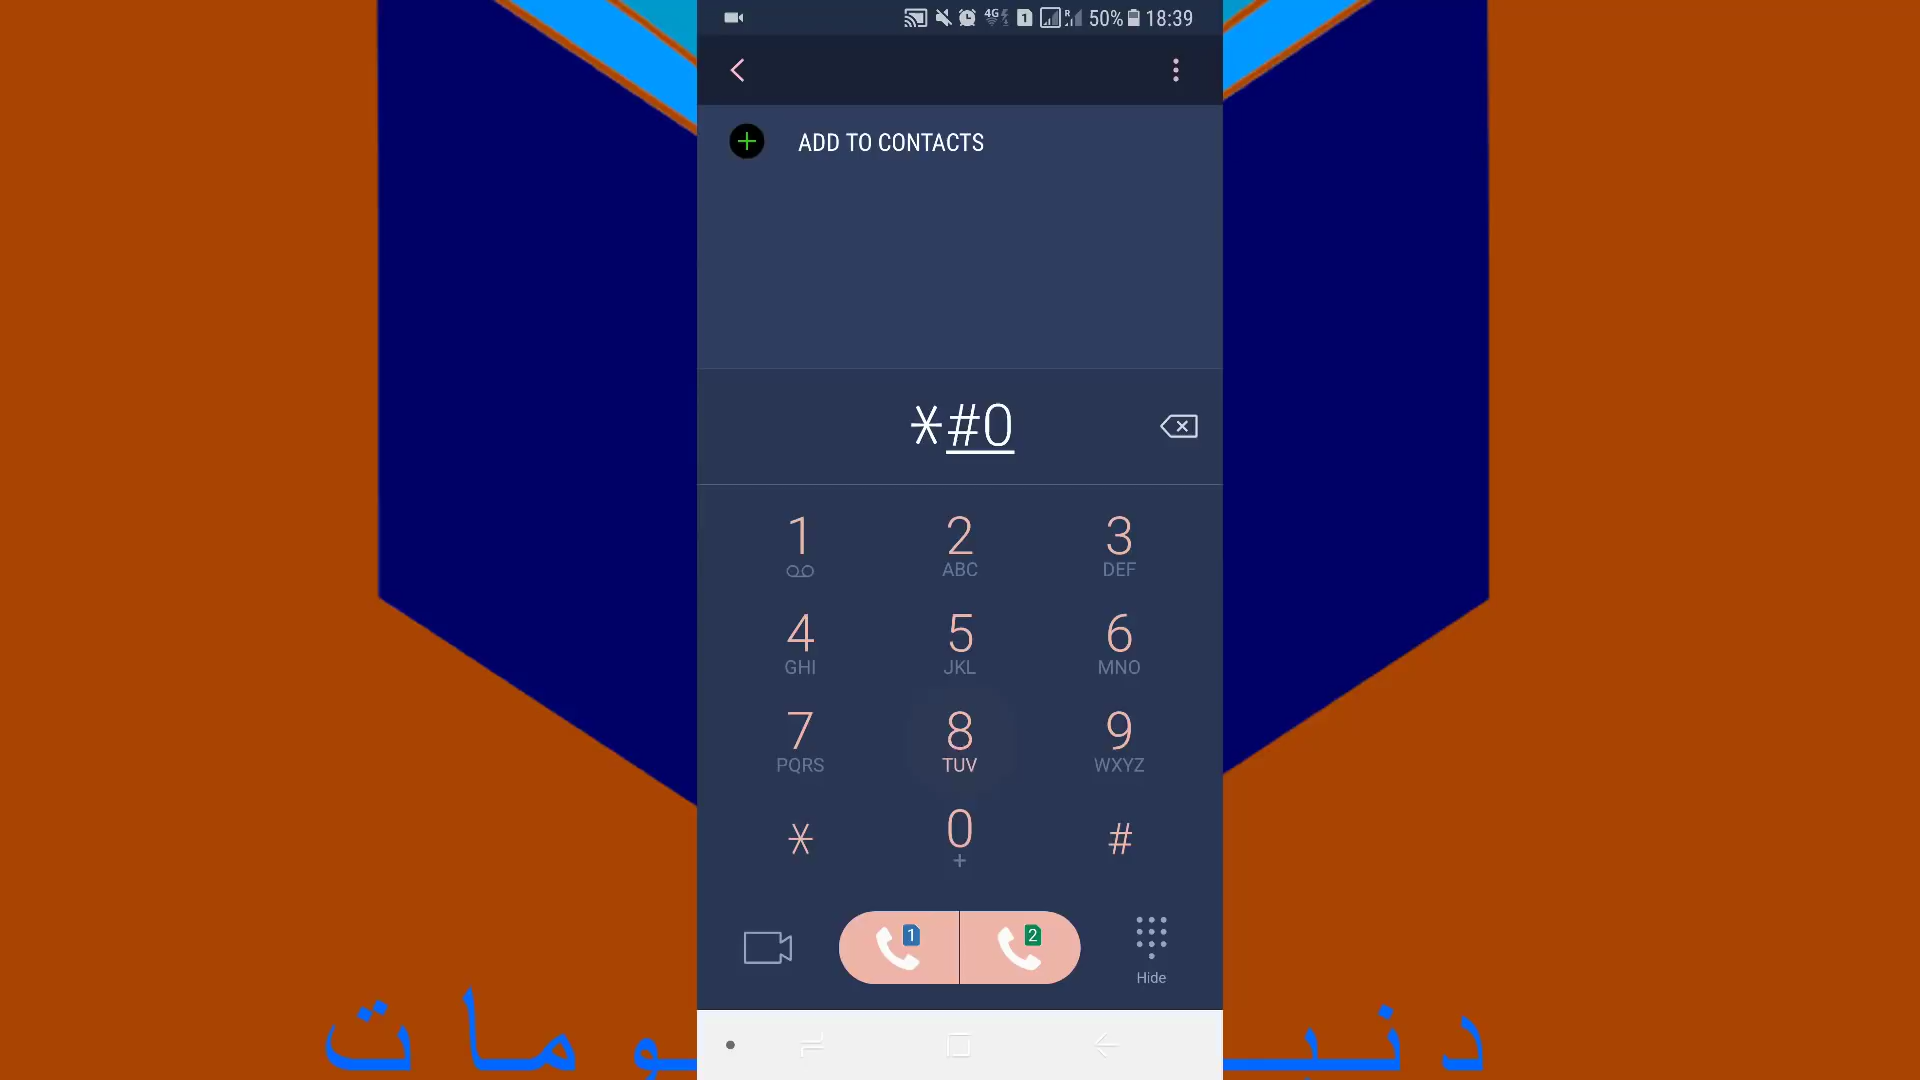 50% 18:39
ADD TO CONTACTS
*#0
1 2 3
ABC DEF
4 5 6
GHI JKL MNO
7 8 9
PQRS TUV WXYZ
* 0 #
+
1 2
Hide